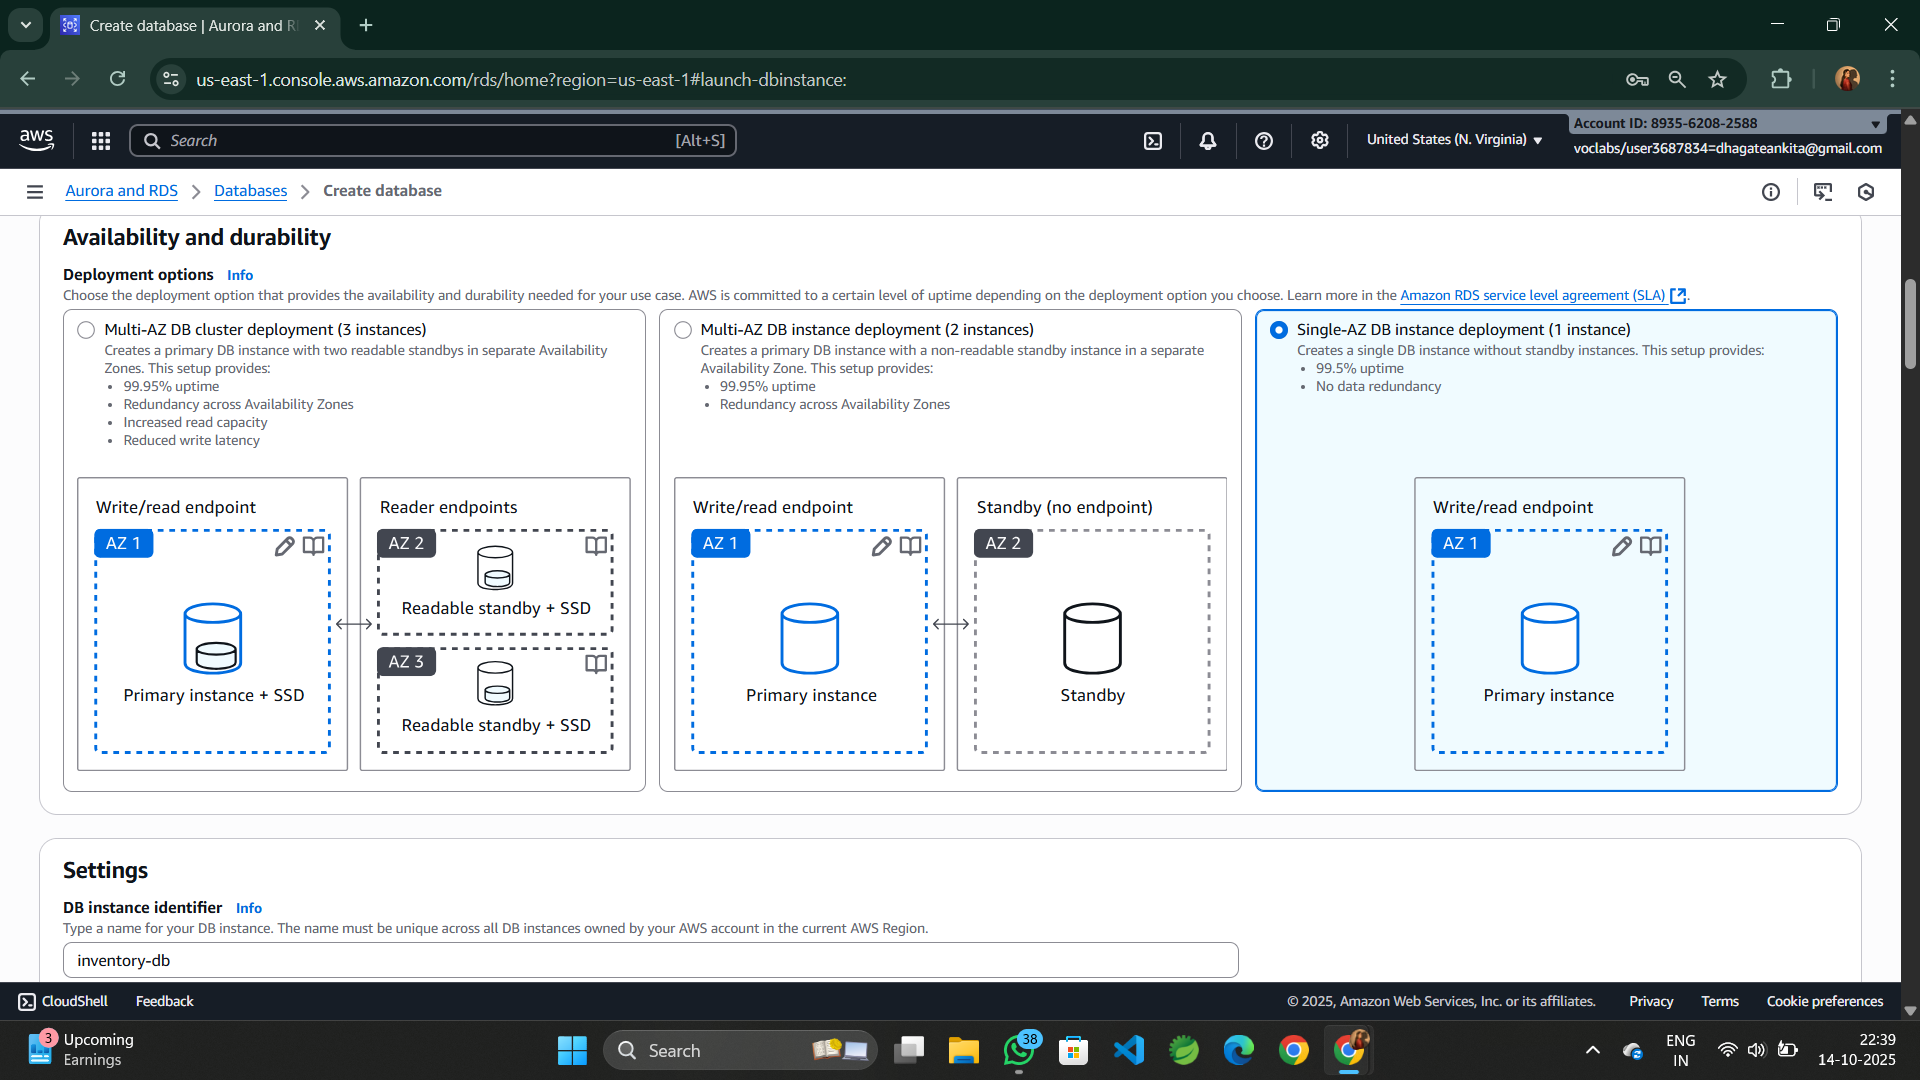 Create database | Aurora and R
us-east-1.console.aws.amazon.com/rds/home?region=us-east-1#launch-dbinstance:
aws
Search
[Alt+S]
United States (N. Virginia)
Account ID: 8935-6208-2588
voclabs/user3687834=dhagateankita@gmail.com
Aurora and RDS
Databases
Create database
Availability and durability
Deployment options Info
Choose the deployment option that provides the availability and durability needed for your use case. AWS is committed to a certain level of uptime depending on the deployment option you choose. Learn more in the Amazon RDS service level agreement (SLA).
Multi-AZ DB cluster deployment (3 instances)
Creates a primary DB instance with two readable standbys in separate Availability
Zones. This setup provides:
• 99.95% uptime
• Redundancy across Availability Zones
• Increased read capacity
• Reduced write latency
Write/read endpoint
AZ 1
Primary instance + SSD
Reader endpoints
AZ 2
Readable standby + SSD
AZ 3
Readable standby + SSD
Multi-AZ DB instance deployment (2 instances)
Creates a primary DB instance with a non-readable standby instance in a separate
Availability Zone. This setup provides:
• 99.95% uptime
• Redundancy across Availability Zones
Write/read endpoint
AZ 1
Primary instance
Standby (no endpoint)
AZ 2
Standby
Single-AZ DB instance deployment (1 instance)
Creates a single DB instance without standby instances. This setup provides:
• 99.5% uptime
• No data redundancy
Write/read endpoint
AZ 1
Primary instance
Settings
DB instance identifier Info
Type a name for your DB instance. The name must be unique across all DB instances owned by your AWS account in the current AWS Region.
inventory-db
CloudShell
Feedback
© 2025, Amazon Web Services, Inc. or its affiliates.
Privacy
Terms
Cookie preferences
3
Upcoming
Earnings
Search
38
ENG
IN
22:39
14-10-2025